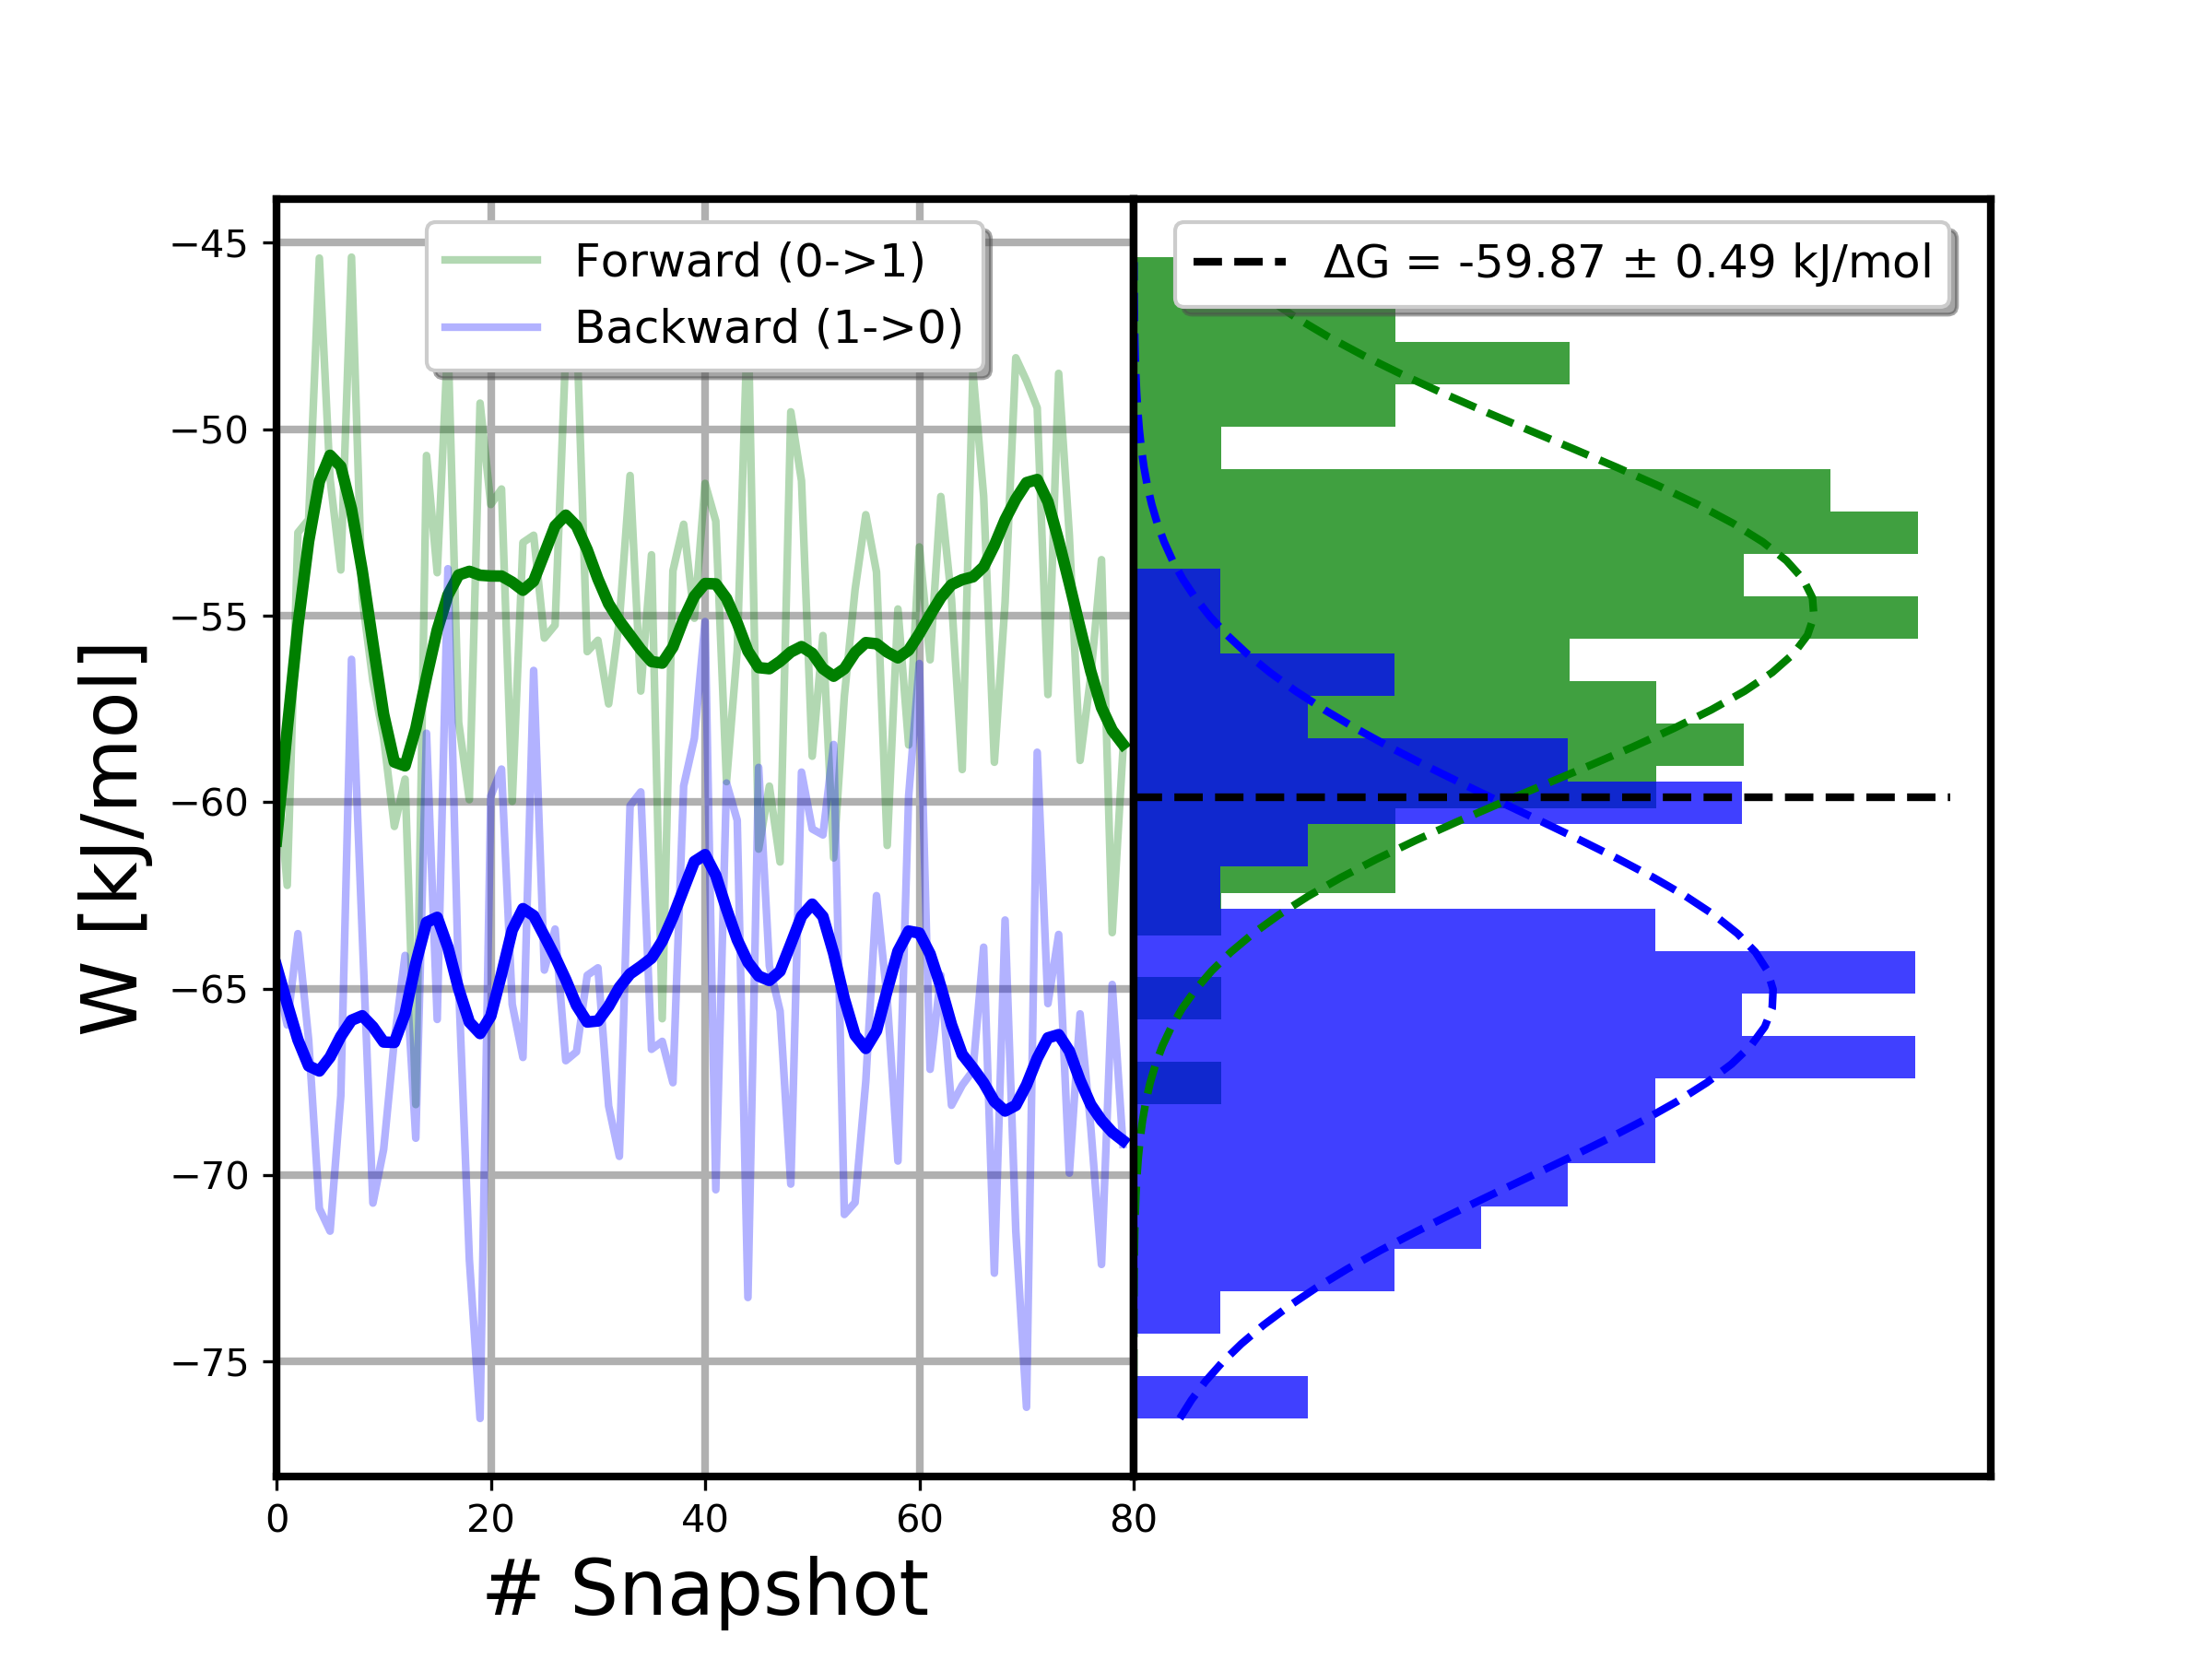 Forward (0->1)
Backward (1->0)
ΔG = -59.87 ± 0.49 kJ/mol
−45
−50
−55
−60
−65
−70
−75
W [kJ/mol]
0 20 40 60 80
# Snapshot